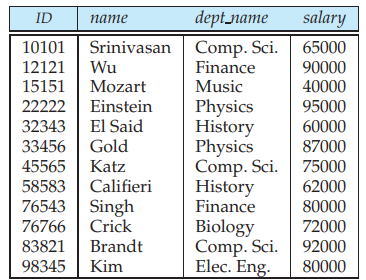 ID name dept_name salary
10101 Srinivasan Comp. Sci. 65000
12121 Wu Finance 90000
15151 Mozart Music 40000
22222 Einstein Physics 95000
32343 El Said History 60000
33456 Gold Physics 87000
45565 Katz Comp. Sci. 75000
58583 Califieri History 62000
76543 Singh Finance 80000
76766 Crick Biology 72000
83821 Brandt Comp. Sci. 92000
98345 Kim Elec. Eng. 80000